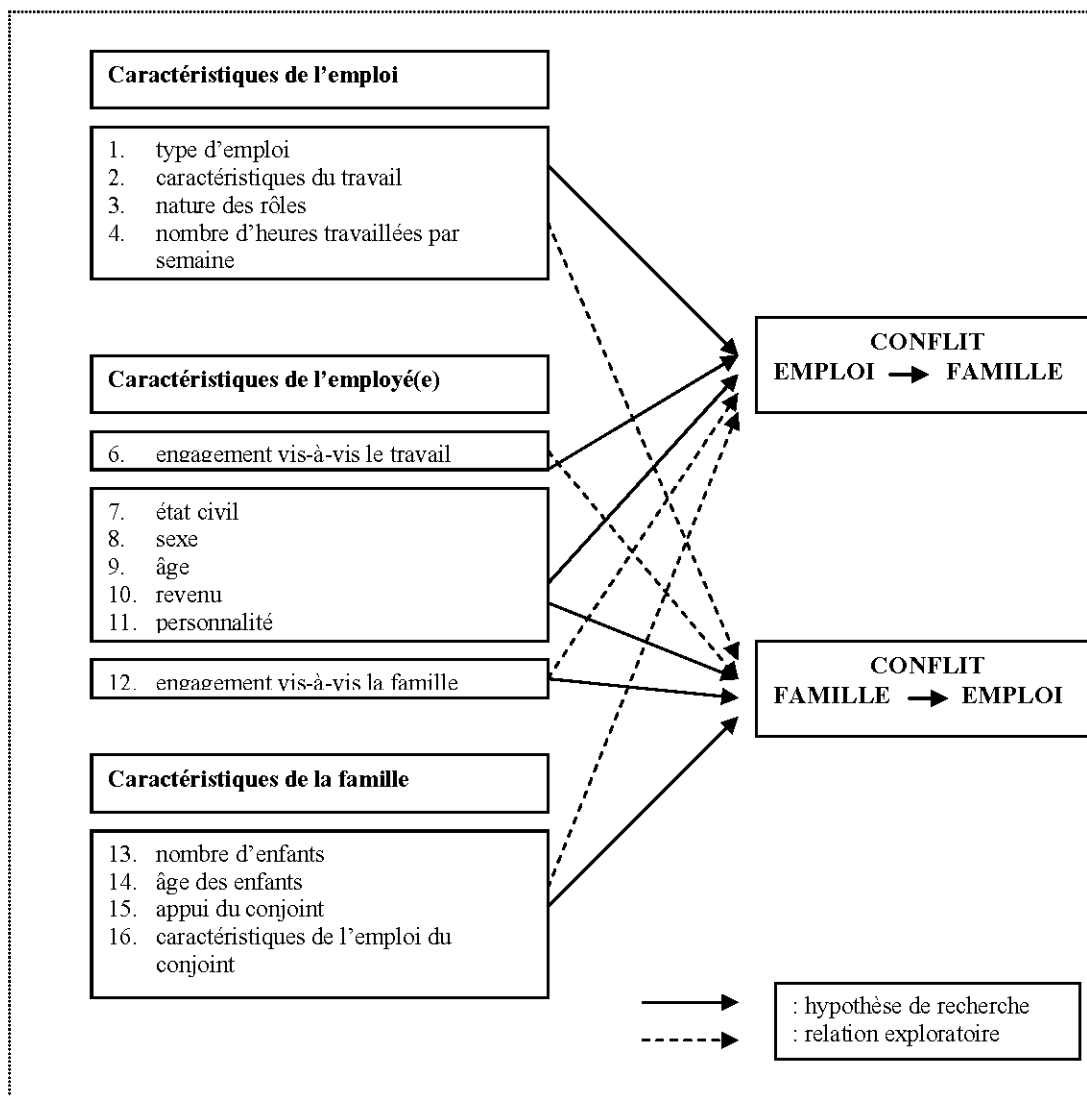 Caractéristiques de l'emploi
1. type d'emploi
2. caractéristiques du travail
3. nature des rôles
4. nombre d'heures travaillées par
semaine
Caractéristiques de l'employé(e)
6. engagement vis-à-vis le travail
7. état civil
8. sexe
9. âge
10. revenu
11. personnalité
12. engagement vis-à-vis la famille
Caractéristiques de la famille
13. nombre d'enfants
14. âge des enfants
15. appui du conjoint
16. caractéristiques de l'emploi du
conjoint
CONFLIT
EMPLOI → FAMILLE
CONFLIT
FAMILLE → EMPLOI
: hypothèse de recherche
: relation exploratoire